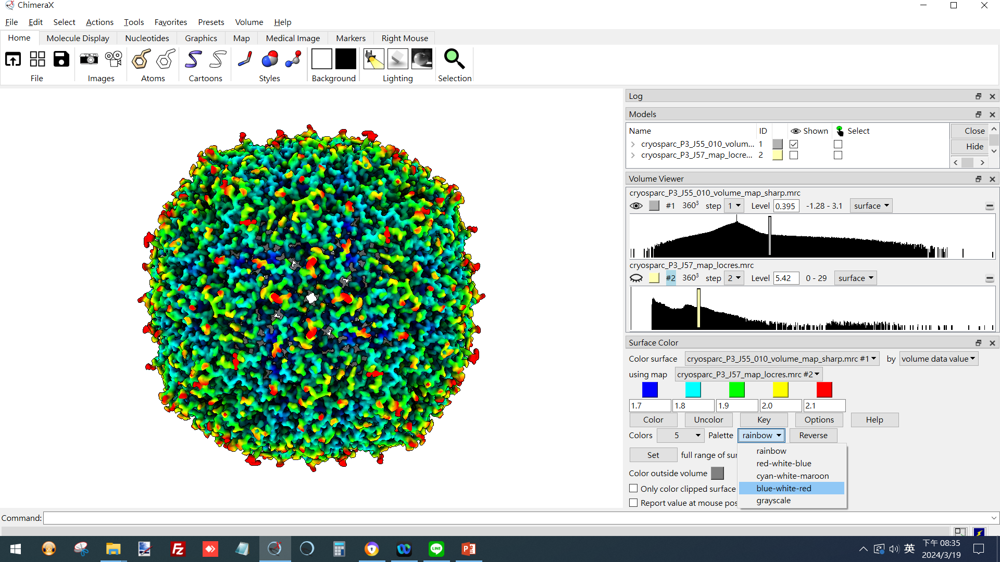 ChimeraX
File Edit Select Actions Tools Favorites Presets Volume Help
Home Molecule Display Nucleotides Graphics Map Medical Image Markers Right Mouse
File Images Atoms Cartoons Styles Background Lighting Selection
Log
Models
Name ID Shown Select
cryosparc_P3_J55_010_volum... 1
cryosparc_P3_J57_map_locre... 2
Close
Hide
Volume Viewer
cryosparc_P3_J55_010_volume_map_sharp.mrc
#1 360³ step 1 Level 0.395 -1.28 - 3.1 surface
cryosparc_P3_J57_map_locres.mrc
#2 360³ step 2 Level 5.42 0 - 29 surface
Surface Color
Color surface cryosparc_P3_J55_010_volume_map_sharp.mrc #1 by volume data value
using map cryosparc_P3_J57_map_locres.mrc #2
1.7 1.8 1.9 2.0 2.1
Color Uncolor Key Options Help
Colors 5 Palette rainbow Reverse
rainbow
red-white-blue
cyan-white-maroon
blue-white-red
grayscale
Set full range of sur
Color outside volume
Only color clipped surface
Report value at mouse pos
Command:
英
下午 08:35
2024/3/19